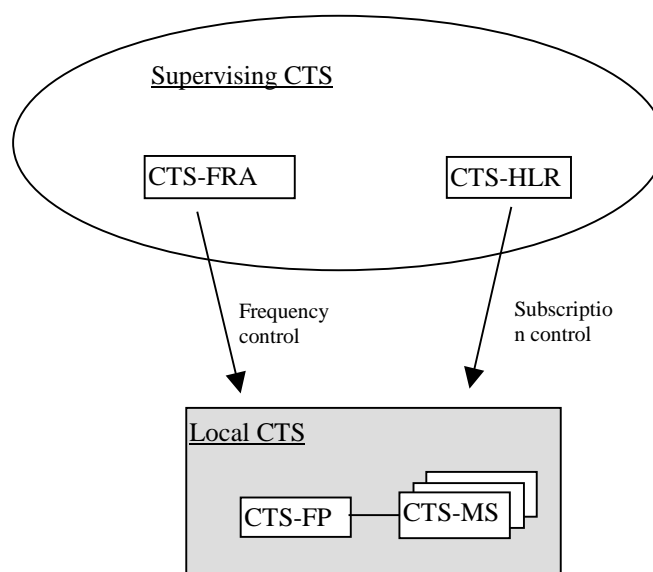 Supervising CTS
CTS-FRA
CTS-HLR
Frequency
control
Subscriptio
n control
Local CTS
CTS-FP
CTS-MS